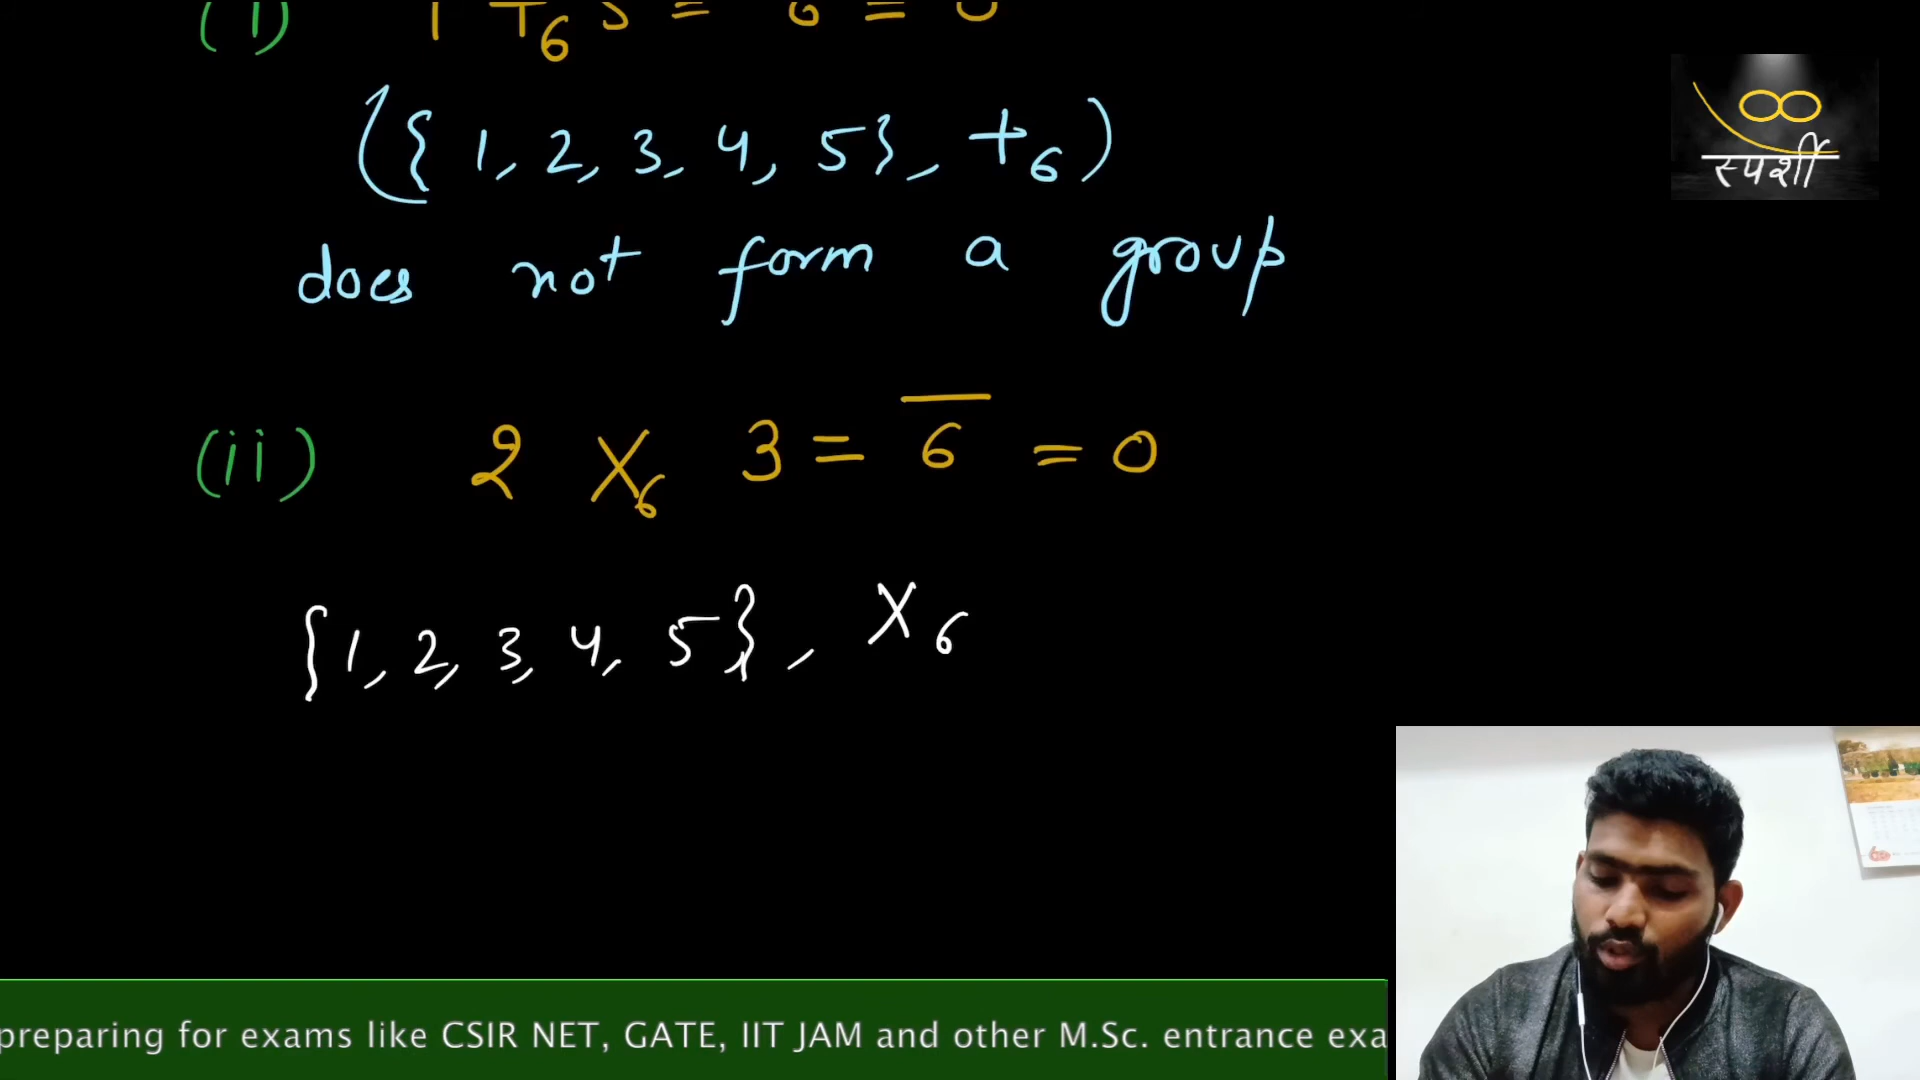 (i) 1 +6 5 = 6 = 0
({1, 2, 3, 4, 5}, +6)
does not form a group
(ii) 2 X6 3 = 6̅ = 0
{1, 2, 3, 4, 5}, X6
स्पर्शी
preparing for exams like CSIR NET, GATE, IIT JAM and other M.Sc. entrance exa